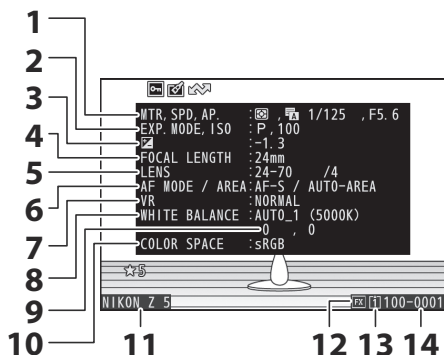 1
2
3
4
5
6
7
8
9
10
MTR, SPD, AP. : , 1/125 , F5. 6
EXP. MODE, ISO : P, 100
: -1. 3
FOCAL LENGTH : 24mm
LENS : 24-70 /4
AF MODE / AREA: AF-S / AUTO-AREA
VR : NORMAL
WHITE BALANCE : AUTO_1 (5000K)
: 0 , 0
COLOR SPACE : sRGB
☆5
NIKON Z 5 FX i 100-0001
11 12 13 14